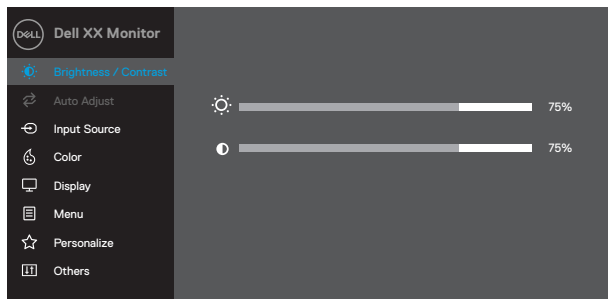 DELL
Dell XX Monitor
Brightness / Contrast
Auto Adjust
75%
Input Source
Color
75%
Display
Menu
Personalize
Others